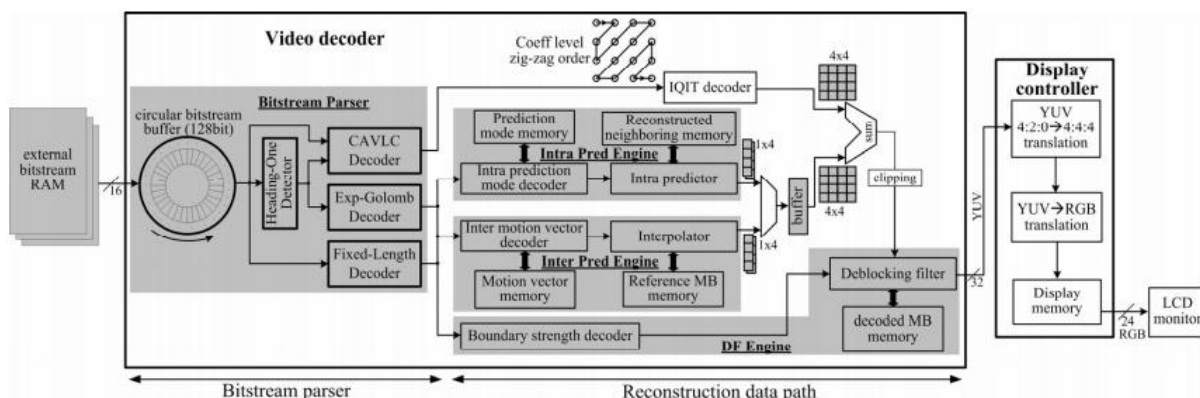 Video decoder
Coeff level
zig-zag order
4x4
IQIT decoder
Bitstream Parser
circular bitstream
buffer (128bit)
external
bitstream
RAM
16
Heading-One
Detector
CAVLC
Decoder
Exp-Golomb
Decoder
Fixed-Length
Decoder
Prediction
mode memory
Reconstructed
neighboring memory
Intra Pred Engine
Intra prediction
mode decoder
Intra predictor
1x4
Inter motion vector
decoder
Interpolator
Inter Pred Engine
Motion vector
memory
Reference MB
memory
1x4
buffer
4x4
sum
clipping
Boundary strength decoder
Deblocking filter
decoded MB
memory
DF Engine
32
YUV
Display
controller
YUV
4:2:0→4:4:4
translation
YUV→RGB
translation
Display
memory
24
RGB
LCD
monitor
Bitstream parser
Reconstruction data path